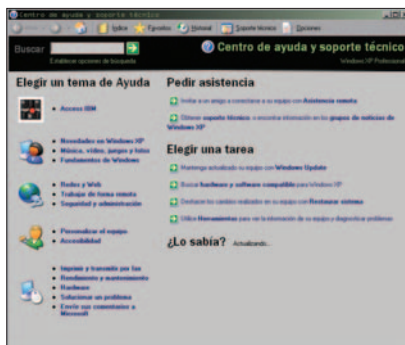 Centro de ayuda y soporte técnico
Índice Favoritos Historial Soporte técnico Opciones
Buscar
Establecer opciones de búsqueda
Centro de ayuda y soporte técnico
Windows XP Professional
Elegir un tema de Ayuda
Access IBM
Novedades en Windows XP
Música, vídeo, juegos y fotos
Fundamentos de Windows
Redes y Web
Trabajar de forma remota
Seguridad y administración
Personalizar el equipo
Accesibilidad
Imprimir y transmitir por fax
Rendimiento y mantenimiento
Hardware
Solucionar un problema
Envíe sus comentarios a
Microsoft
Pedir asistencia
Invitar a un amigo a conectarse a su equipo con Asistencia remota
Obtener soporte técnico, o encontrar información en los grupos de noticias de
Windows XP
Elegir una tarea
Mantenga actualizado su equipo con Windows Update
Buscar hardware y software compatible para Windows XP
Deshacer los cambios realizados en su equipo con Restaurar sistema
Utilice Herramientas para ver la información de su equipo y diagnosticar problemas
¿Lo sabía? Actualizando...